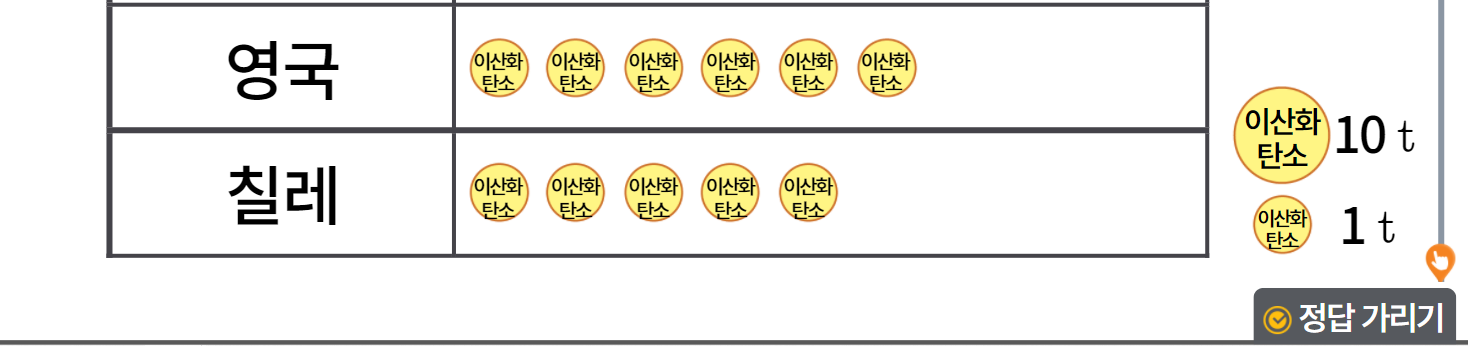 영국
이산화 이산화 이산화 이산화 이산화 이산화
탄소 탄소 탄소 탄소 탄소 탄소
이산화
탄소
10 t
칠레
이산화 이산화 이산화 이산화 이산화
탄소 탄소 탄소 탄소 탄소
이산화
탄소
1 t
정답 가리기